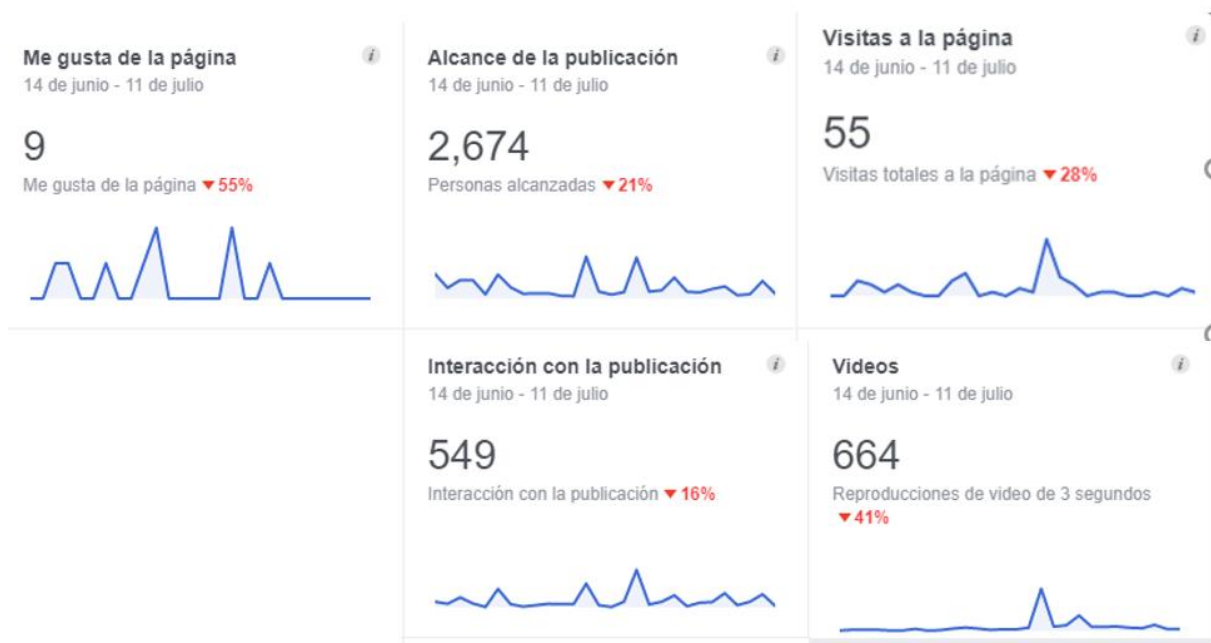 Me gusta de la página
14 de junio - 11 de julio
9
Me gusta de la página ▼55%
Alcance de la publicación
14 de junio - 11 de julio
2,674
Personas alcanzadas ▼21%
Visitas a la página
14 de junio - 11 de julio
55
Visitas totales a la página ▼28%
Interacción con la publicación
14 de junio - 11 de julio
549
Interacción con la publicación ▼16%
Videos
14 de junio - 11 de julio
664
Reproducciones de video de 3 segundos
▼41%